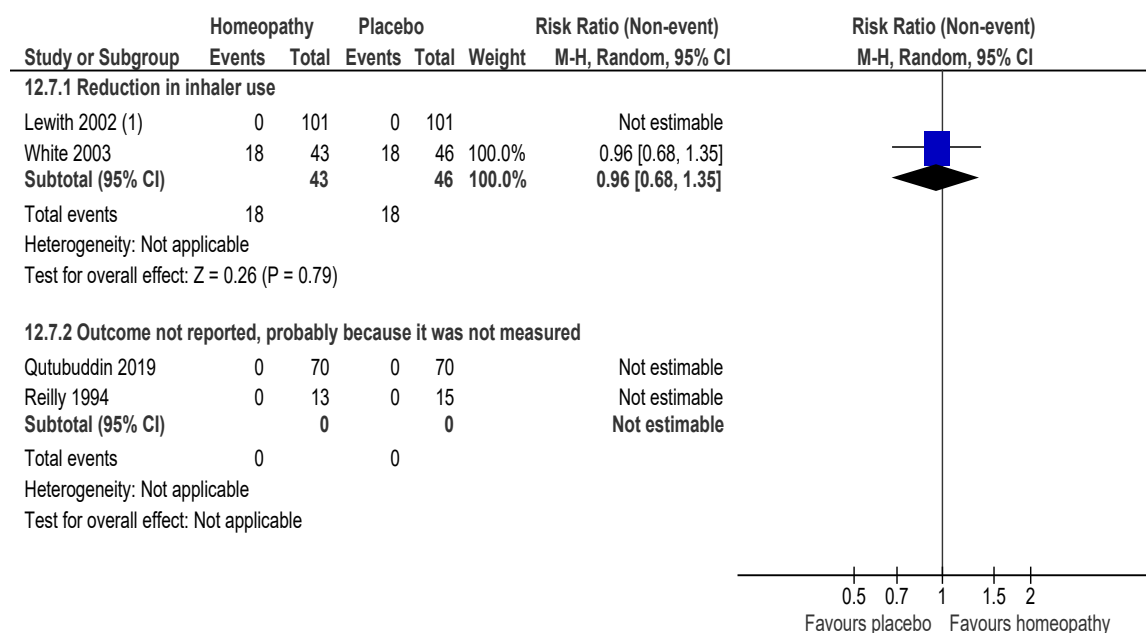 Homeopathy Placebo Risk Ratio (Non-event) Risk Ratio (Non-event)
Study or Subgroup Events Total Events Total Weight M-H, Random, 95% CI M-H, Random, 95% CI
12.7.1 Reduction in inhaler use
Lewith 2002 (1) 0 101 0 101 Not estimable
White 2003 18 43 18 46 100.0% 0.96 [0.68, 1.35]
Subtotal (95% CI) 43 46 100.0% 0.96 [0.68, 1.35]
Total events 18 18
Heterogeneity: Not applicable
Test for overall effect: Z = 0.26 (P = 0.79)
12.7.2 Outcome not reported, probably because it was not measured
Qutubuddin 2019 0 70 0 70 Not estimable
Reilly 1994 0 13 0 15 Not estimable
Subtotal (95% CI) 0 0 Not estimable
Total events 0 0
Heterogeneity: Not applicable
Test for overall effect: Not applicable
0.5 0.7 1 1.5 2
Favours placebo Favours homeopathy